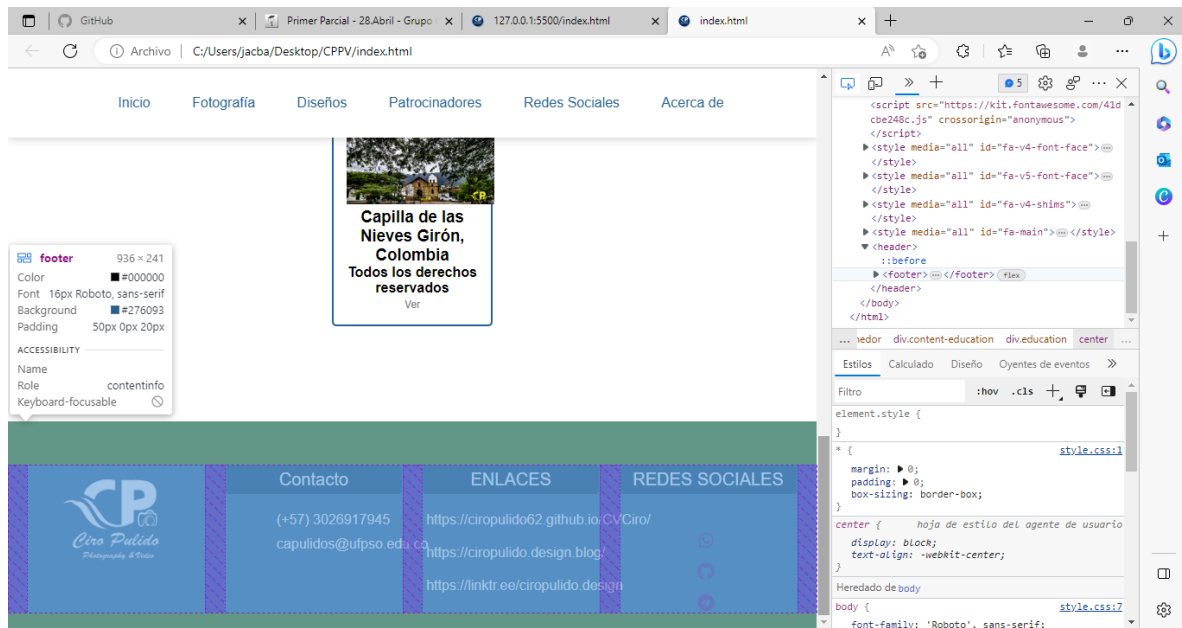 GitHub
Primer Parcial - 28.Abril - Grupo
127.0.0.1:5500/index.html
index.html
Archivo
C:/Users/jacba/Desktop/CPPV/index.html
Inicio
Fotografía
Diseños
Patrocinadores
Redes Sociales
Acerca de
Capilla de las
Nieves Girón,
Colombia
Todos los derechos
reservados
Ver
footer 936 × 241
Color #000000
Font 16px Roboto, sans-serif
Background #276093
Padding 50px 0px 20px
ACCESSIBILITY
Name
Role contentinfo
Keyboard-focusable
CP
Ciro Pulido
Photography & Video
Contacto
(+57) 3026917945
capulidos@ufpso.edu.co
ENLACES
https://ciropulido62.github.io/CVCiro/
https://ciropulido.design.blog/
https://linktr.ee/ciropulido.design
REDES SOCIALES
5
<script src="https://kit.fontawesome.com/41d
cbe248c.js" crossorigin="anonymous">
</script>
<style media="all" id="fa-v4-font-face">
</style>
<style media="all" id="fa-v5-font-face">
</style>
<style media="all" id="fa-v4-shims">
</style>
<style media="all" id="fa-main"> </style>
<header>
::before
<footer> </footer> flex
</header>
</body>
</html>
... nedor div.content-education div.education center ...
Estilos Calculado Diseño Oyentes de eventos
Filtro :hov .cls
element.style {
}
* { style.css:1
margin: 0;
padding: 0;
box-sizing: border-box;
}
center { hoja de estilo del agente de usuario
display: block;
text-align: -webkit-center;
}
Heredado de body
body { style.css:7
font-family: 'Roboto', sans-serif;